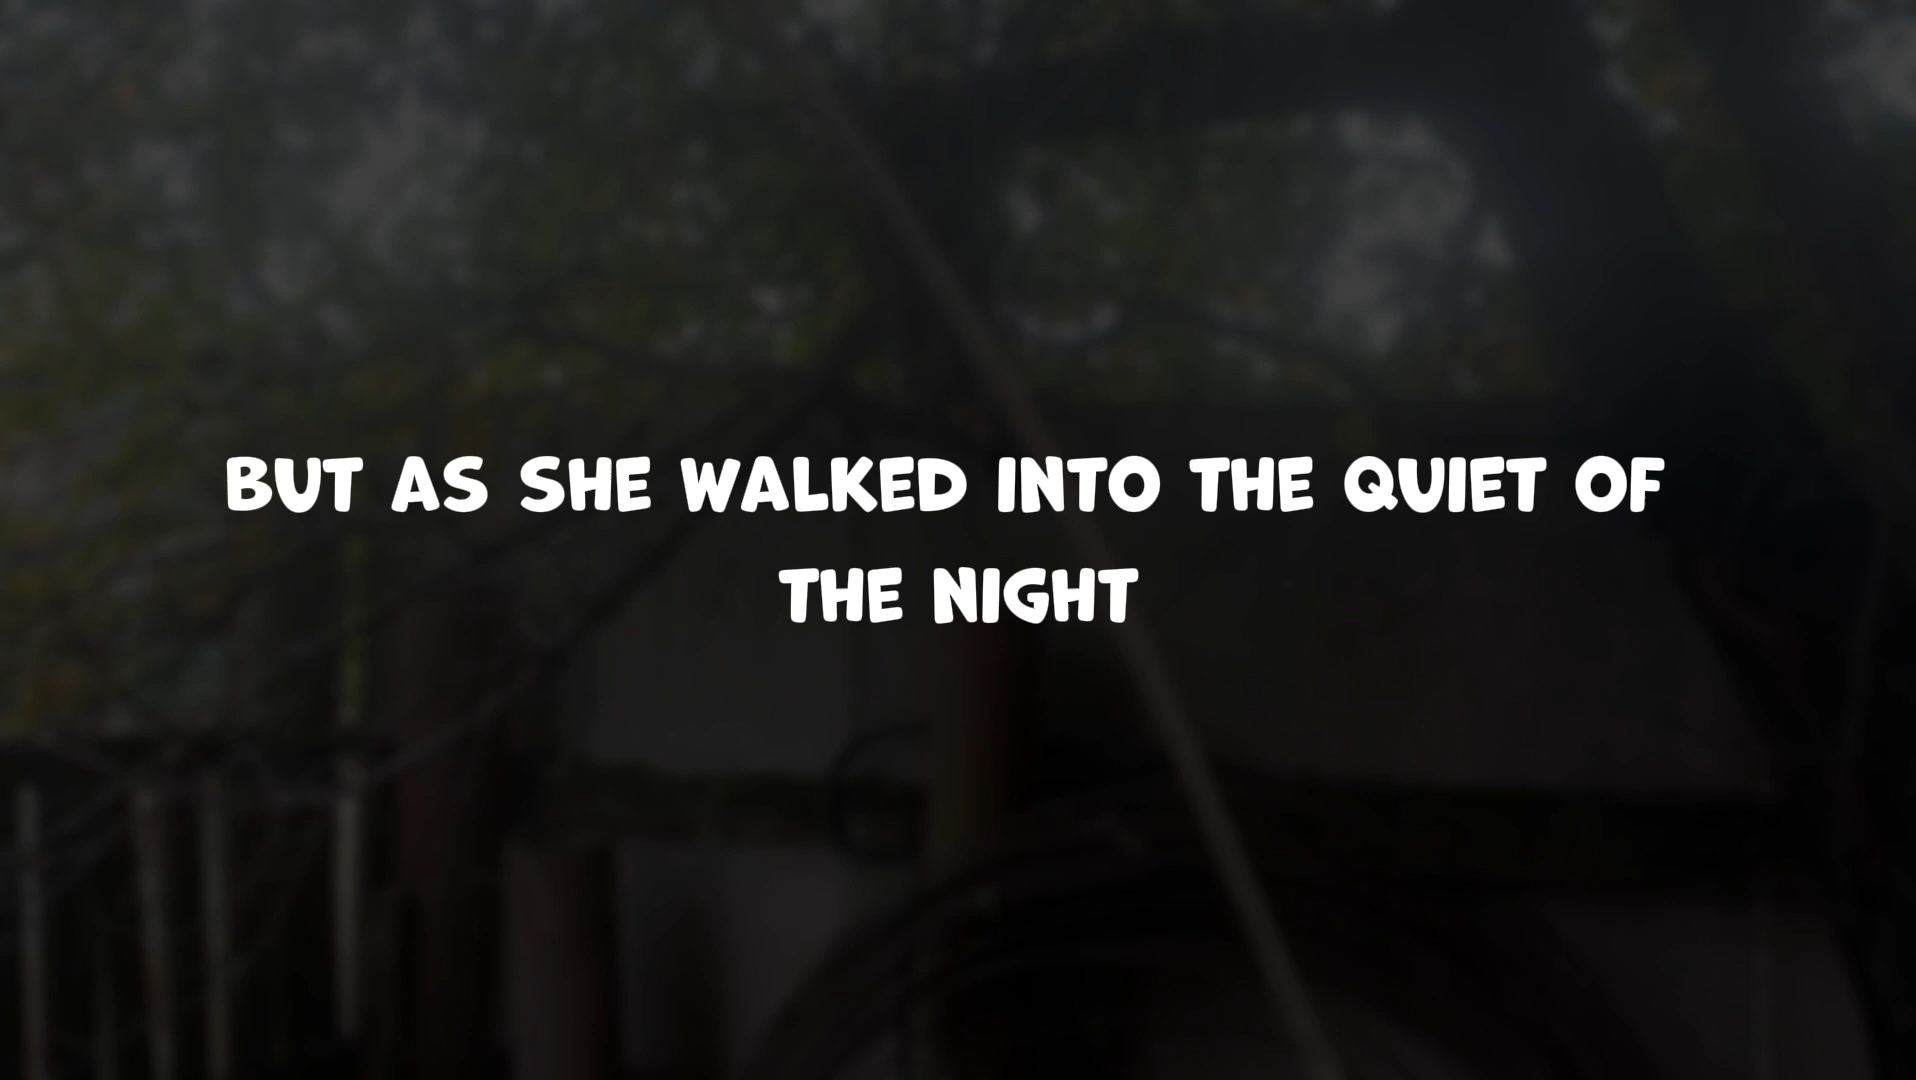 BUT AS SHE WALKED INTO THE QUIET OF
THE NIGHT